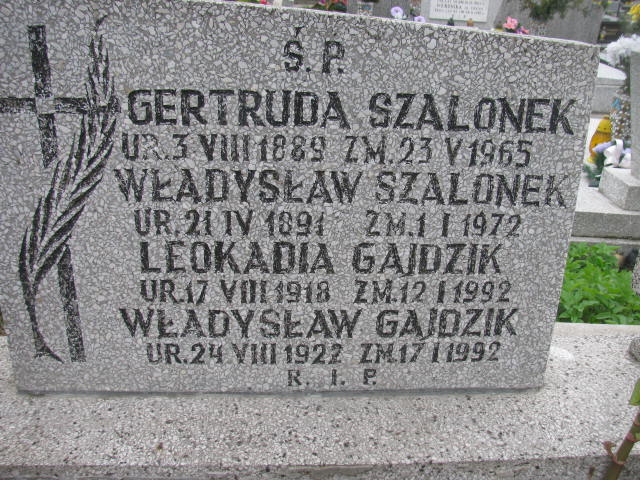 Ś. P.
GERTRUDA SZALONEK
UR. 3 VIII 1889 ZM. 23 V 1965
WŁADYSŁAW SZALONEK
UR. 21 IV 1891 ZM. 1 I 1972
LEOKADIA GAJDZIK
UR. 17 VIII 1918 ZM. 12 I 1992
WŁADYSŁAW GAJDZIK
UR. 24 VIII 1922 ZM. 17 I 1992
R. I. P.